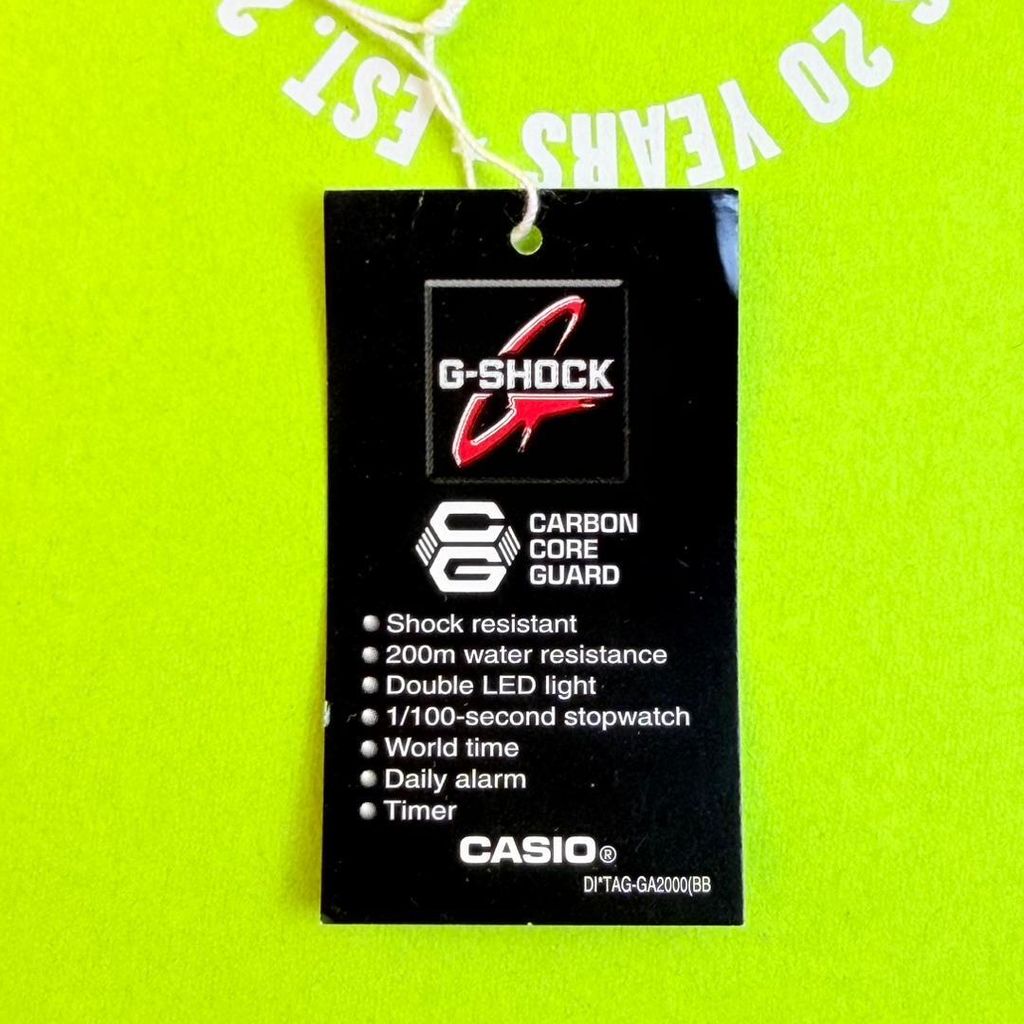 EST. 2
20 YEARS
G-SHOCK
CG
CARBON
CORE
GUARD
Shock resistant
200m water resistance
Double LED light
1/100-second stopwatch
World time
Daily alarm
Timer
CASIO®
DI*TAG-GA2000(BB